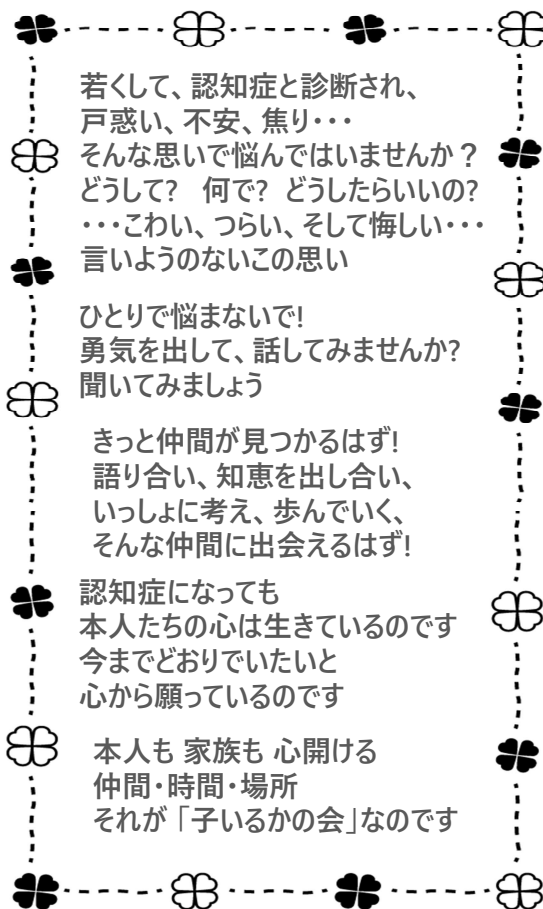 若くして、認知症と診断され、
戸惑い、不安、焦り・・・
そんな思いで悩んではいませんか？
どうして?　何で?　どうしたらいいの?
・・・こわい、つらい、そして悔しい・・・
言いようのないこの思い
ひとりで悩まないで!
勇気を出して、話してみませんか?
聞いてみましょう
きっと仲間が見つかるはず!
語り合い、知恵を出し合い、
いっしょに考え、歩んでいく、
そんな仲間に出会えるはず!
認知症になっても
本人たちの心は生きているのです
今までどおりでいたいと
心から願っているのです
本人も 家族も 心開ける
仲間・時間・場所
それが「子いるかの会」なのです